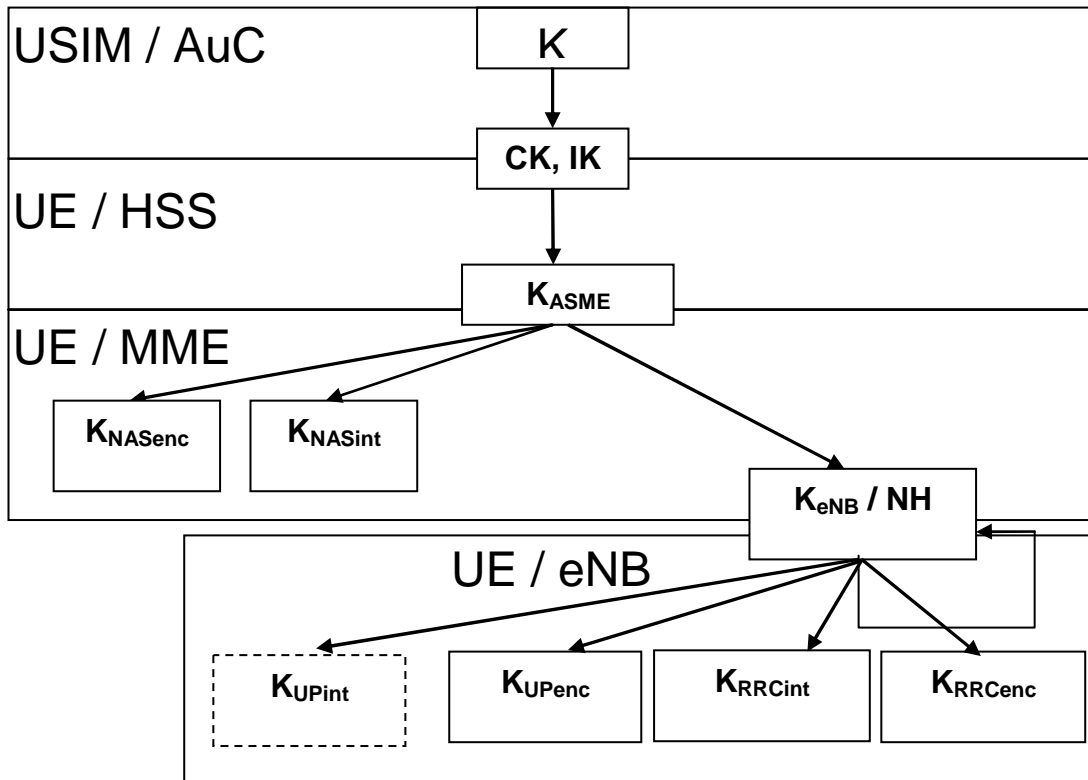 USIM / AuC
K
CK, IK
UE / HSS
KASME
UE / MME
KNASenc
KNASint
KeNB / NH
UE / eNB
KUPint
KUPenc
KRRCint
KRRCenc